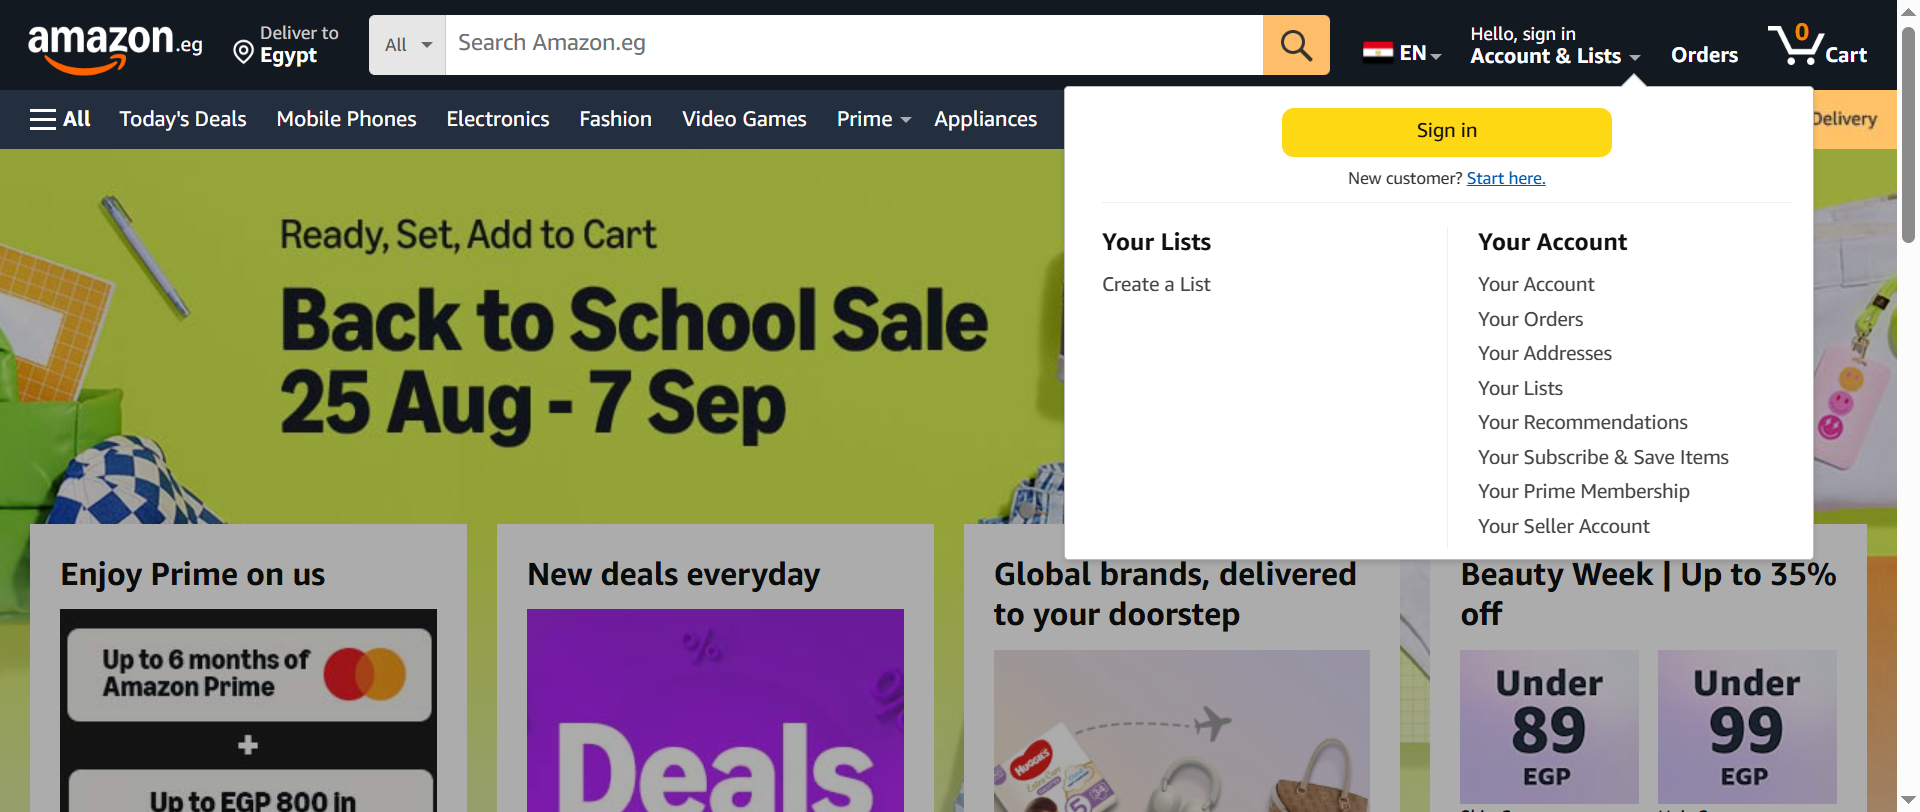 amazon.eg
Deliver to
Egypt
All
Search Amazon.eg
EN
Hello, sign in
Account & Lists
Orders
0
Cart
All
Today's Deals
Mobile Phones
Electronics
Fashion
Video Games
Prime
Appliances
Delivery
Sign in
New customer? Start here.
Your Lists
Create a List
Your Account
Your Account
Your Orders
Your Addresses
Your Lists
Your Recommendations
Your Subscribe & Save Items
Your Prime Membership
Your Seller Account
Ready, Set, Add to Cart
Back to School Sale
25 Aug - 7 Sep
Enjoy Prime on us
Up to 6 months of
Amazon Prime
+
Up to EGP 800 in
New deals everyday
%
%
Deals
Global brands, delivered
to your doorstep
HUGGIES
Extra Care
5
Beauty Week | Up to 35%
off
Under
89
EGP
Under
99
EGP